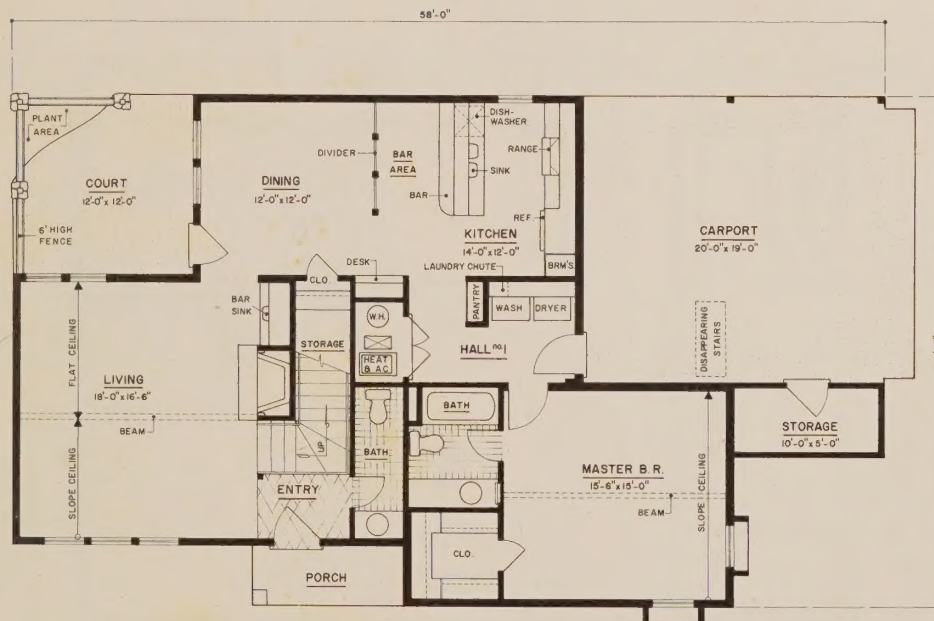 58'-0"
PLANT
AREA
COURT
12'-0" x 12'-0"
6' HIGH
FENCE
DINING
12'-0" x 12'-0"
DIVIDER
BAR
AREA
BAR
DISH-
WASHER
RANGE
SINK
REF.
KITCHEN
14'-0" x 12'-0"
BRM'S.
LAUNDRY CHUTE
CARPORT
20'-0" x 19'-0"
DISAPPEARING
STAIRS
DESK
CLO.
PANTRY
WASH
DRYER
BAR
SINK
STORAGE
W.H.
HEAT
& A.C.
HALL no. 1
FLAT CEILING
LIVING
18'-0" x 16'-6"
BEAM
SLOPE CEILING
UP
ENTRY
BATH
BATH
STORAGE
10'-0" x 5'-0"
MASTER B.R.
15'-6" x 15'-0"
BEAM
SLOPE CEILING
CLO.
PORCH